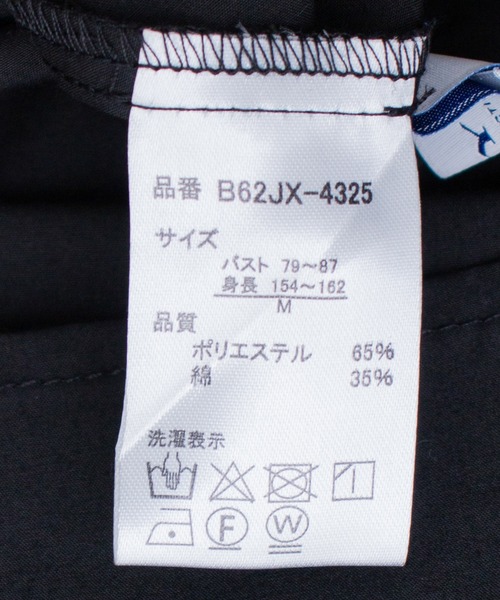 品番 B62JX-4325
サイズ
バスト 79〜87
身長 154〜162
M
品質
ポリエステル 65%
綿 35%
洗濯表示
F W